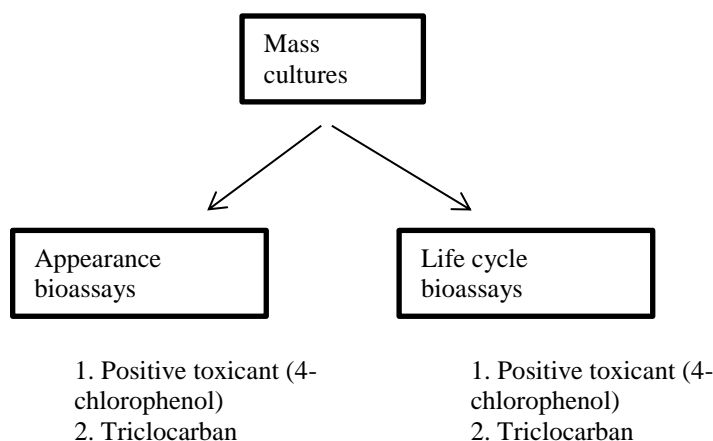 Mass
cultures
Appearance
bioassays
Life cycle
bioassays
1. Positive toxicant (4-
chlorophenol)
2. Triclocarban
1. Positive toxicant (4-
chlorophenol)
2. Triclocarban